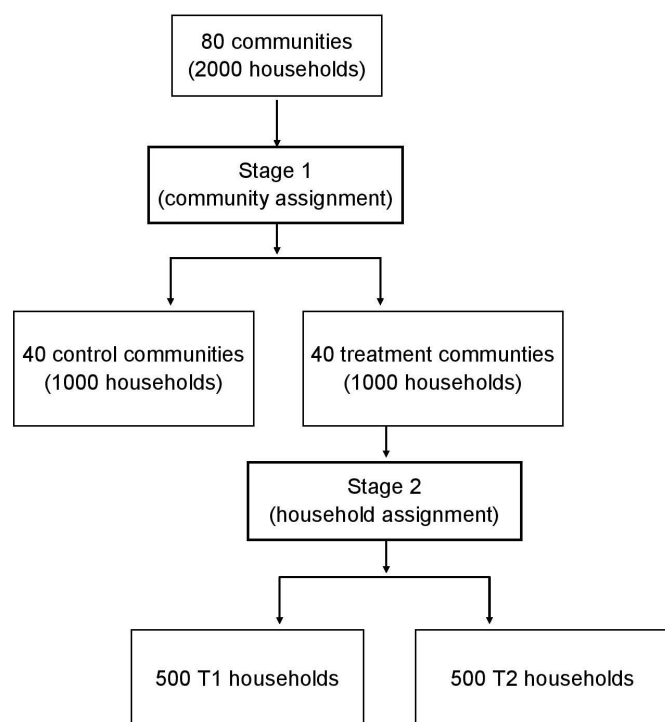 80 communities
(2000 households)
Stage 1
(community assignment)
40 control communities
(1000 households)
40 treatment communties
(1000 households)
Stage 2
(household assignment)
500 T1 households
500 T2 households